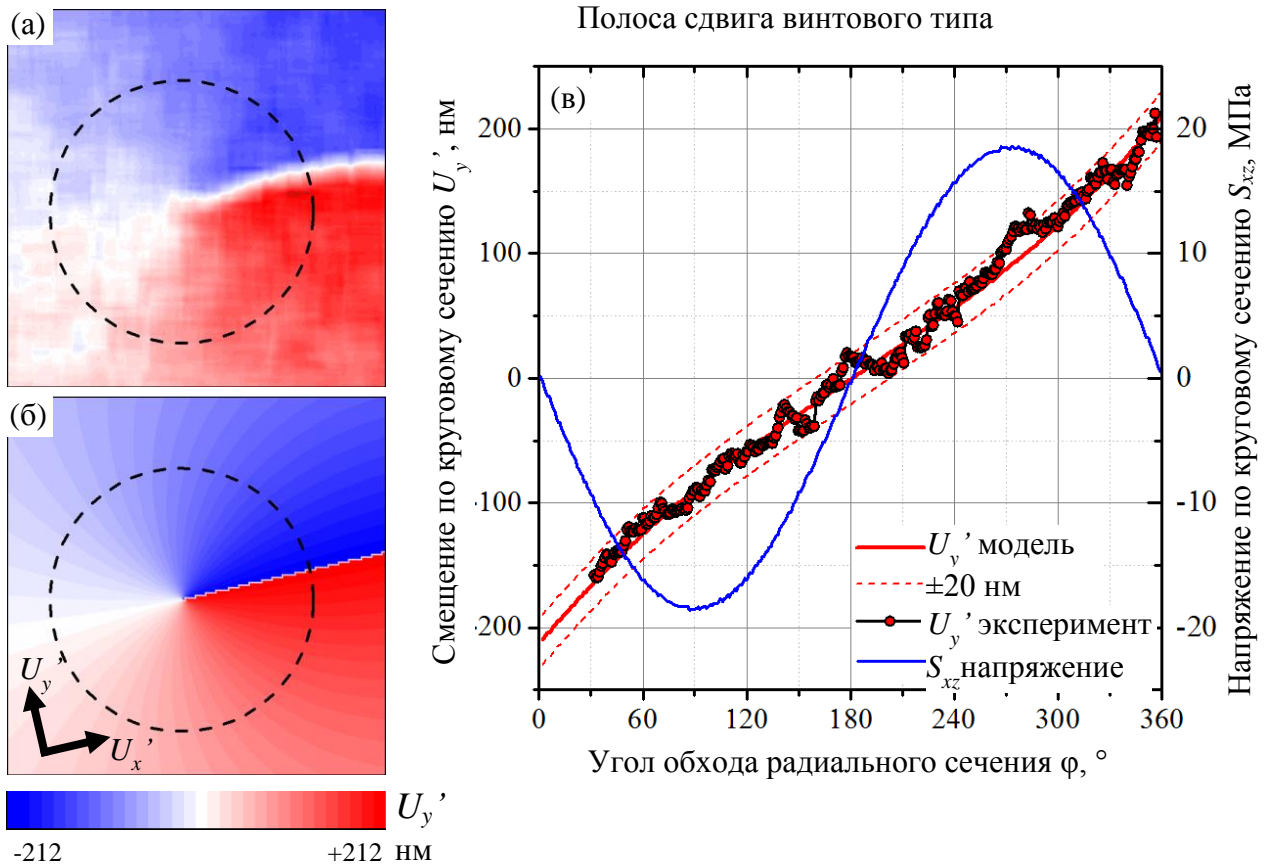 Полоса сдвига винтового типа
(а)
(б)
U_y’
U_x’
U_y’
-212
+212
нм
(в)
Смещение по круговому сечению U_y’, нм
200
100
0
-100
-200
Напряжение по круговому сечению S_xz, МПа
20
10
0
-10
-20
U_y’ модель
±20 нм
U_y’ эксперимент
S_xz напряжение
0
60
120
180
240
300
360
Угол обхода радиального сечения φ, °